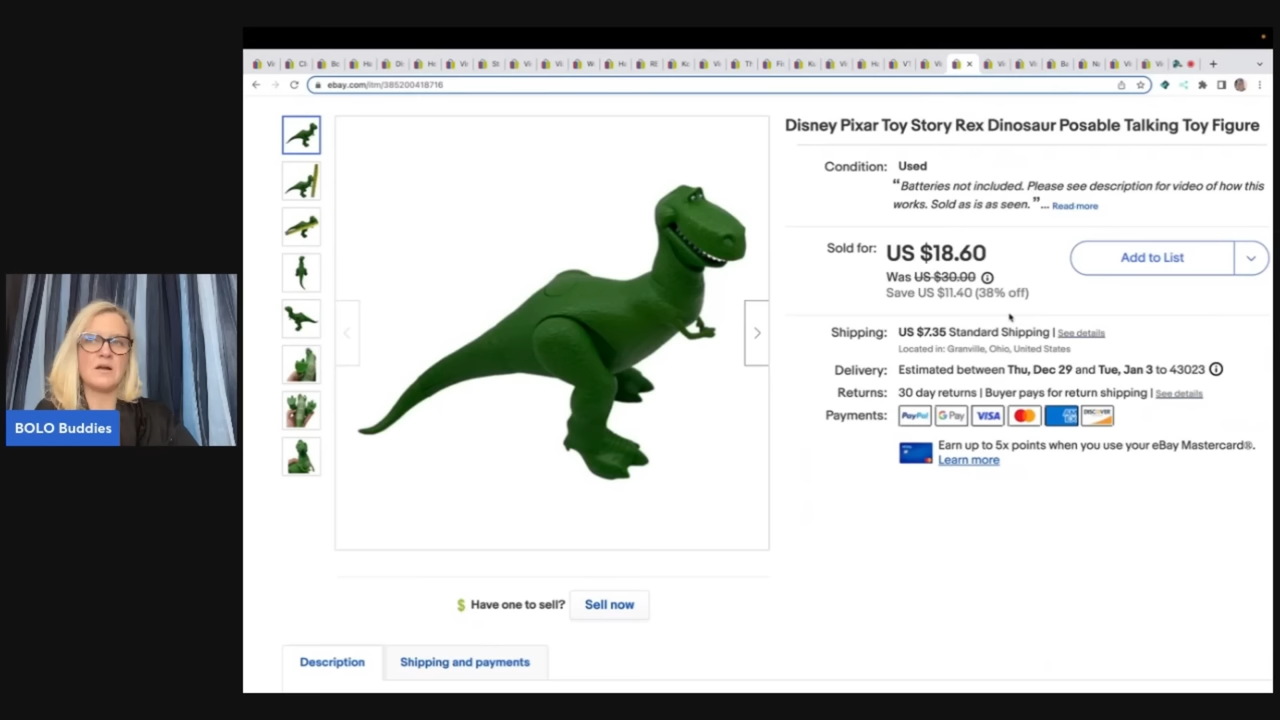 ebay.com/itm/385200418716
Disney Pixar Toy Story Rex Dinosaur Posable Talking Toy Figure
Condition: Used
“Batteries not included. Please see description for video of how this
works. Sold as is as seen.”... Read more
Sold for: US $18.60
Add to List
Was US $30.00
Save US $11.40 (38% off)
Shipping: US $7.35 Standard Shipping | See details
Located in: Granville, Ohio, United States
Delivery: Estimated between Thu, Dec 29 and Tue, Jan 3 to 43023
Returns: 30 day returns | Buyer pays for return shipping | See details
Payments: PayPal G Pay VISA DISCOVER
Earn up to 5x points when you use your eBay Mastercard®.
Learn more
BOLO Buddies
$ Have one to sell? Sell now
Description Shipping and payments